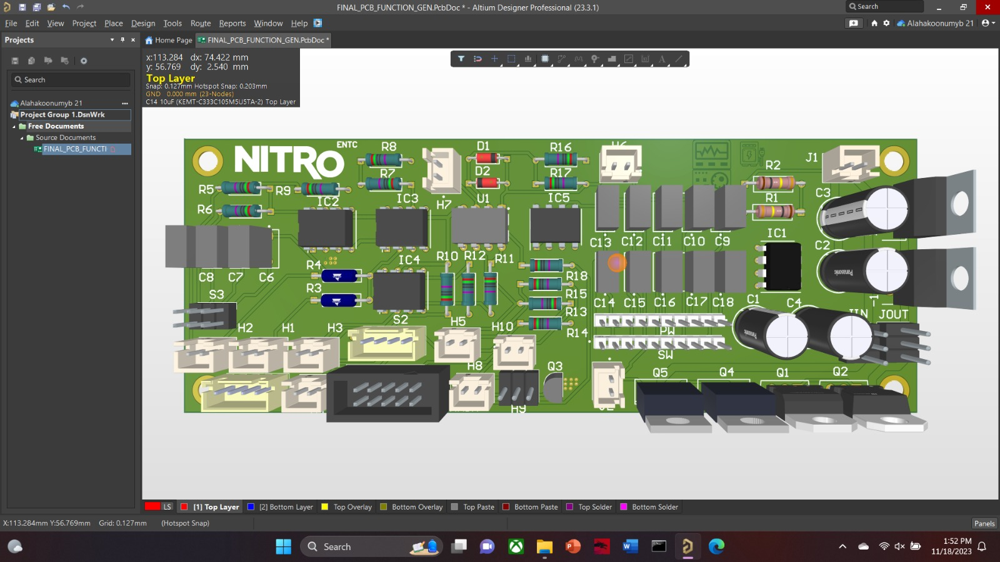 FINAL_PCB_FUNCTION_GEN.PcbDoc * - Altium Designer Professional (23.3.1)
Search
File Edit View Project Place Design Tools Route Reports Window Help
Alahakoonumyb 21
Projects
Home Page
FINAL_PCB_FUNCTION_GEN.PcbDoc *
Search
Alahakoonumyb 21
Project Group 1.DsnWrk
Free Documents
Source Documents
FINAL_PCB_FUNCTI
x:113.284 dx: 74.422 mm
y: 56.769 dy: 2.540 mm
Top Layer
Snap: 0.127mm Hotspot Snap: 0.203mm
GND 0.000 mm (23-Nodes)
C14 10uF (KEMT-C333C105M5U5TA-2) Top Layer
NITRO ENTC
R8 D1 R16 H6 J1
R7 D2 R17 R2
R5 R9 IC2 IC3 H7 U1 IC5 C3
R6 R1
C13 C12 C11 C10 C9 IC1
C8 C7 C6 R4 IC4 R10 R12 R11 C2
R18
S3 R3 R15
C14 C15 C16 C17 C18 C1 C4
R13
H2 H1 H3 S2 H5 H10 R14 PW JIN JOUT
SW
H8 Q3 Q5 Q4 Q1 Q2
H9
Panasonic
Panasonic
Panasonic
LS [1] Top Layer [2] Bottom Layer Top Overlay Bottom Overlay Top Paste Bottom Paste Top Solder Bottom Solder
X:113.284mm Y:56.769mm Grid: 0.127mm (Hotspot Snap)
Panels
Search
1:52 PM
11/18/2023